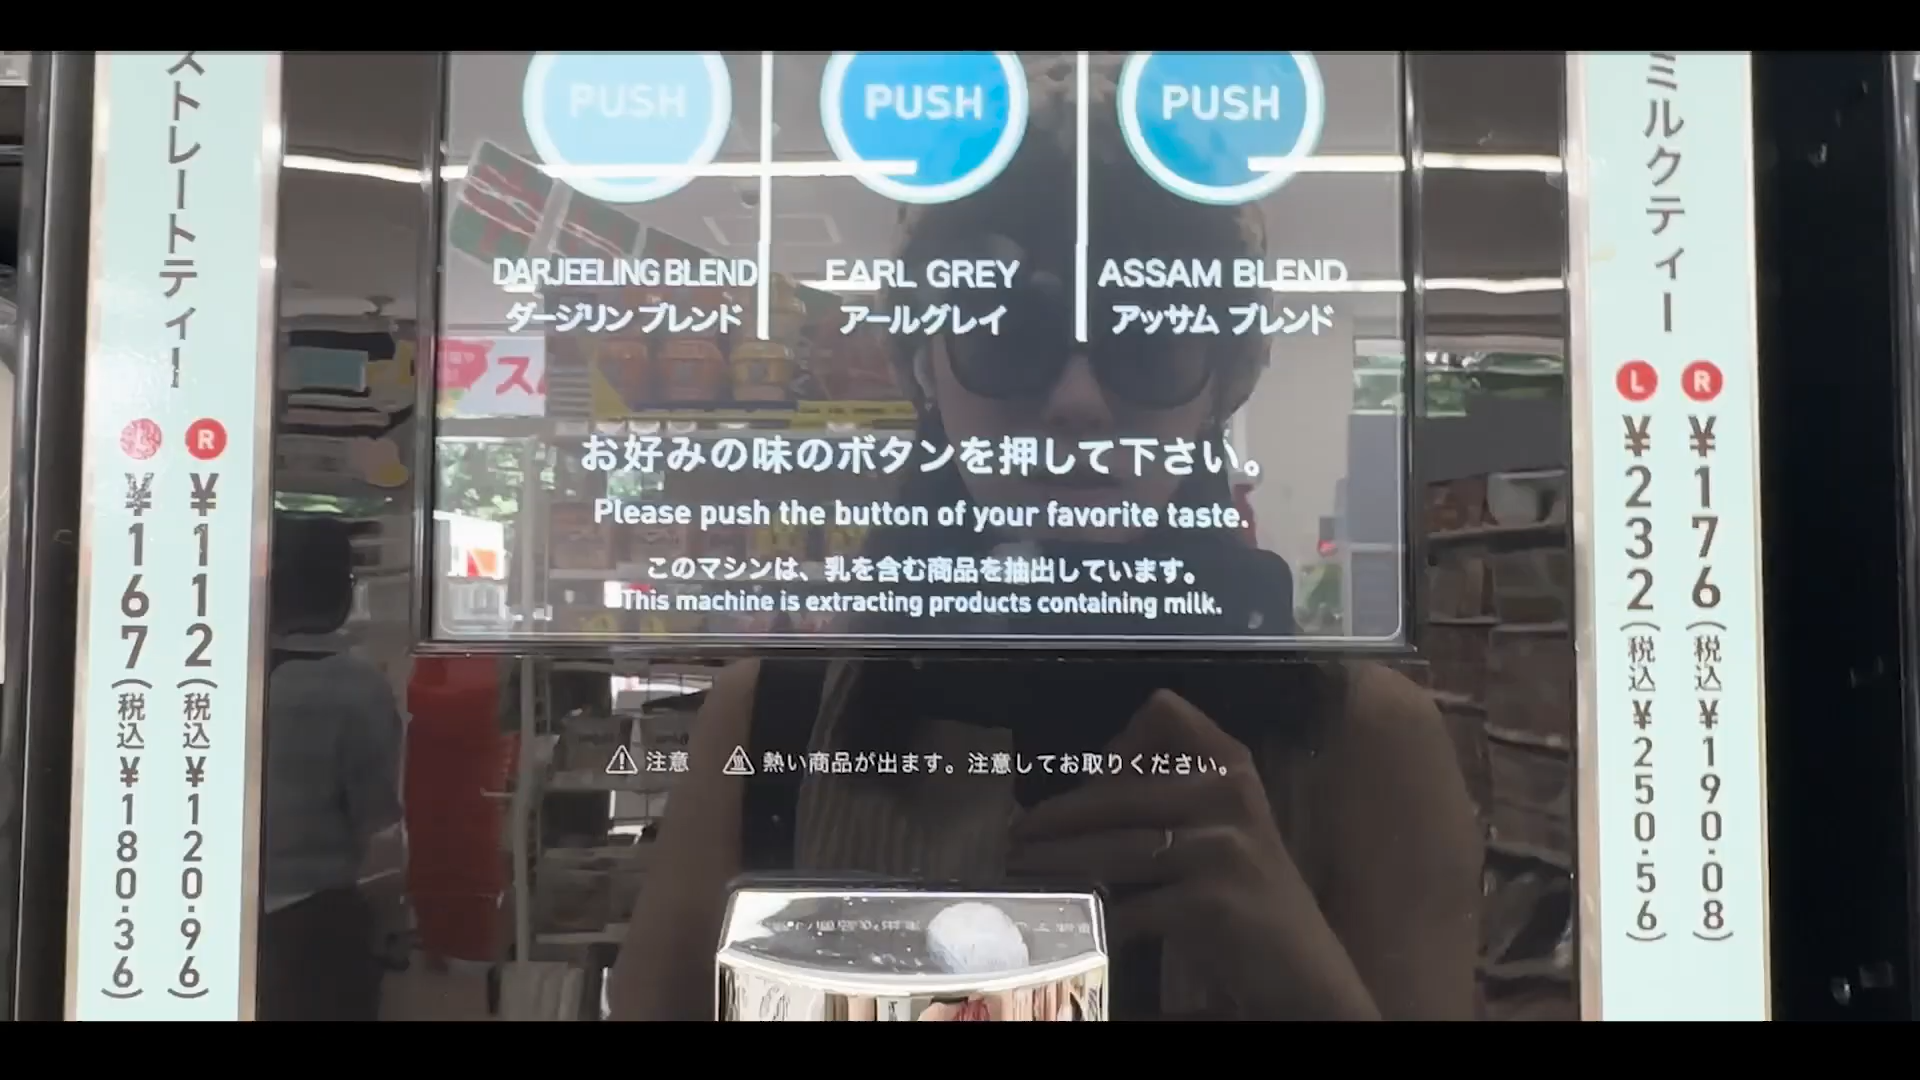 ストレートティー
L ¥167(税込¥180.36)
R ¥112(税込¥120.96)
PUSH
PUSH
PUSH
DARJEELING BLEND
ダージリン ブレンド
EARL GREY
アールグレイ
ASSAM BLEND
アッサム ブレンド
お好みの味のボタンを押して下さい。
Please push the button of your favorite taste.
このマシンは、乳を含む商品を抽出しています。
This machine is extracting products containing milk.
注意 熱い商品が出ます。注意してお取りください。
ミルクティー
L ¥232(税込¥250.56)
R ¥176(税込¥190.08)